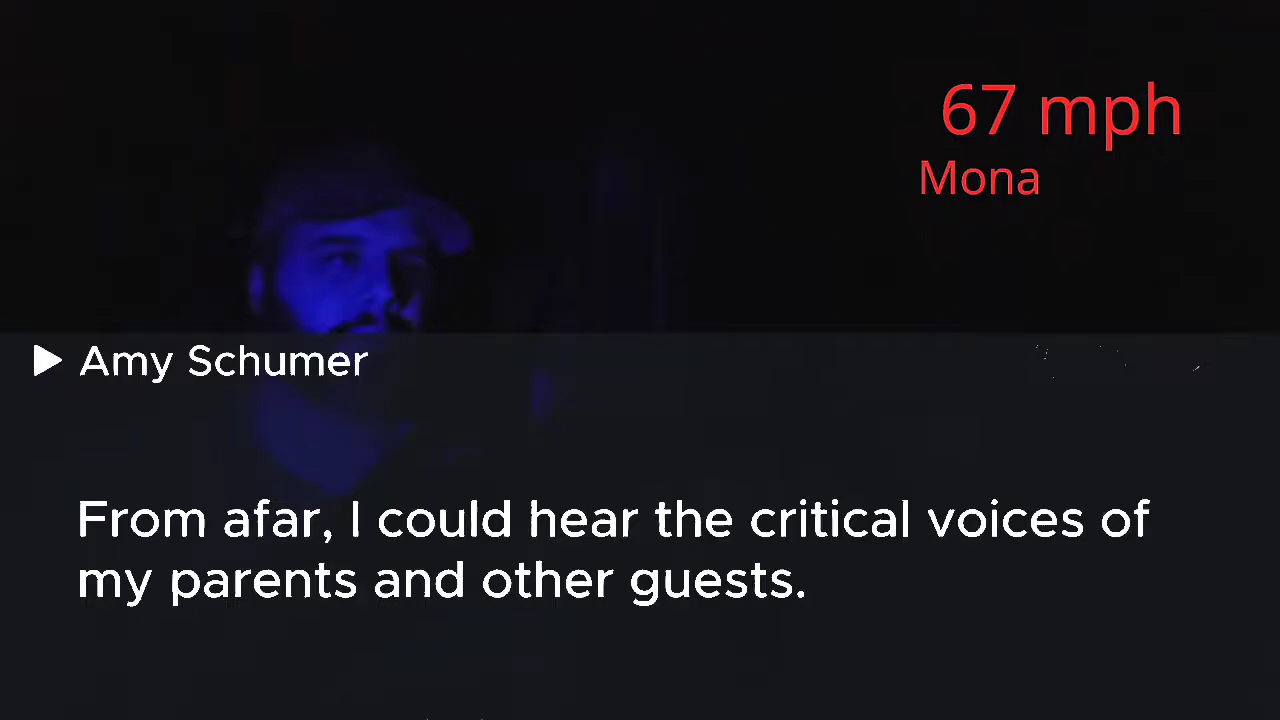 67 mph
Mona
Amy Schumer
From afar, I could hear the critical voices of
my parents and other guests.